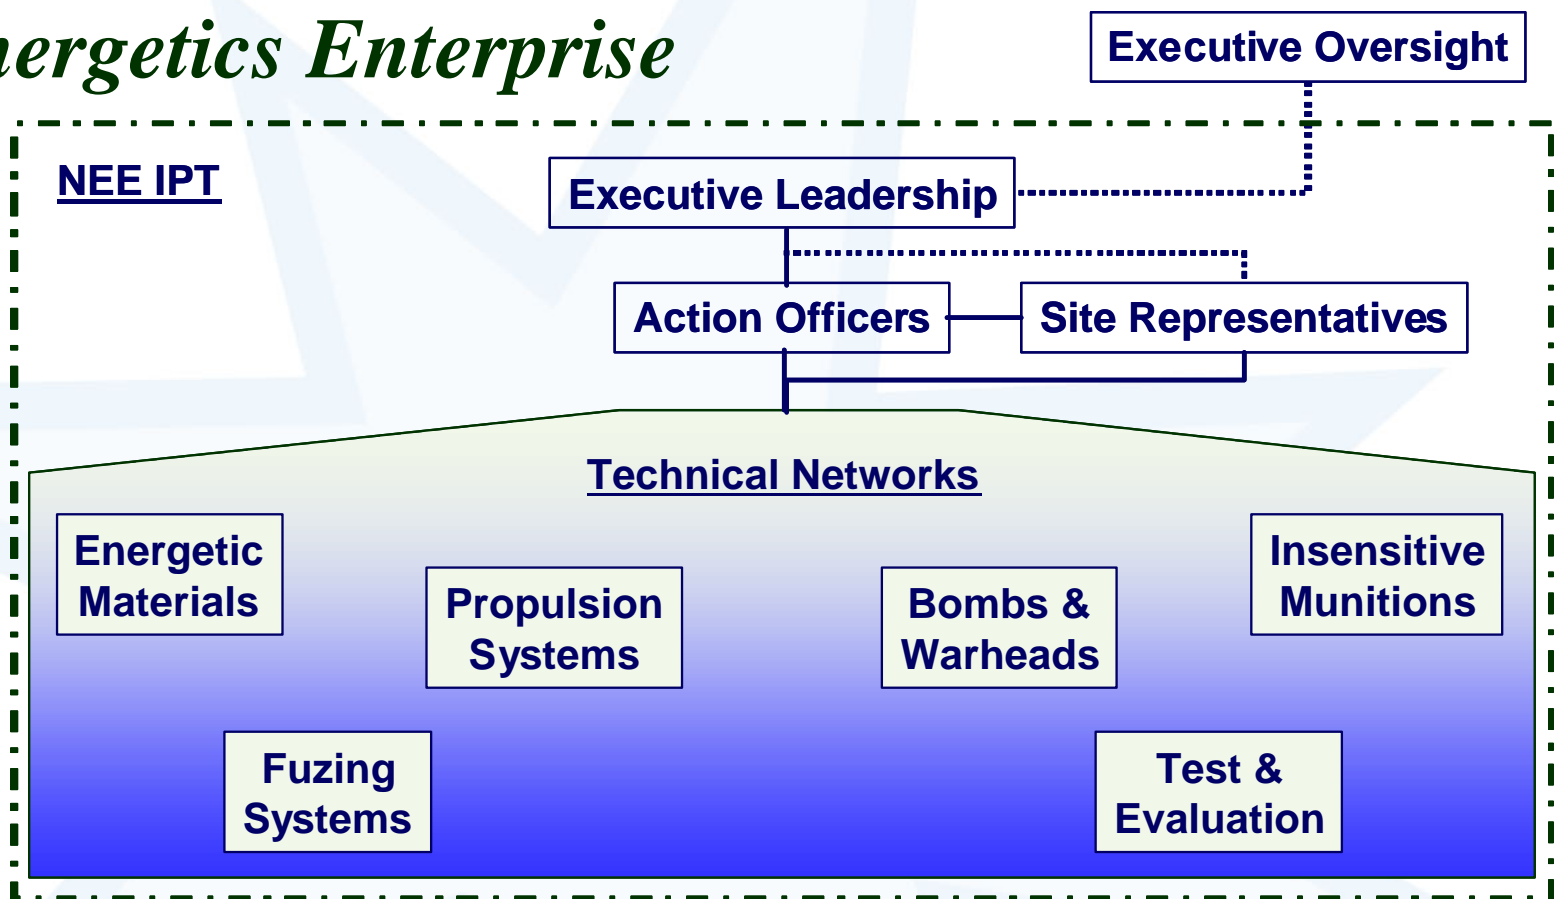 nergetics Enterprise
Executive Oversight
NEE IPT
Executive Leadership
Action Officers
Site Representatives
Technical Networks
Energetic
Materials
Propulsion
Systems
Bombs &
Warheads
Insensitive
Munitions
Fuzing
Systems
Test &
Evaluation